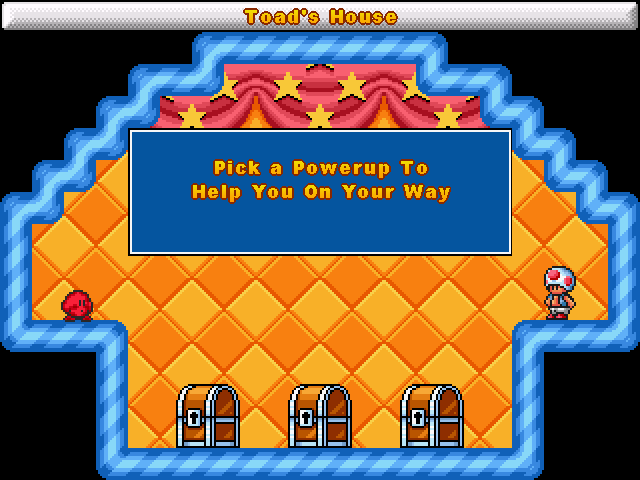 Toad's House
Pick a Powerup To
Help You On Your Way